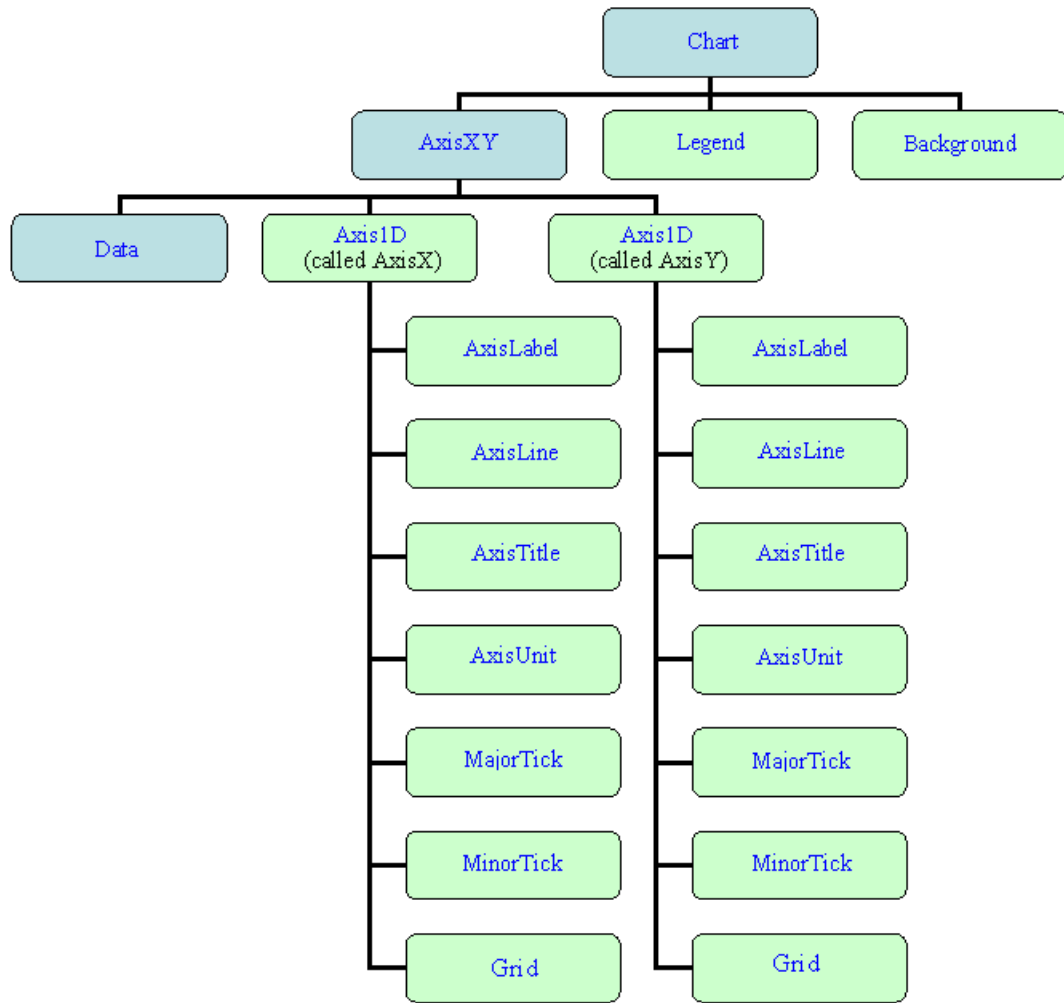 Chart
AxisXY
Legend
Background
Data
Axis1D
(called AxisX)
Axis1D
(called AxisY)
AxisLabel
AxisLabel
AxisLine
AxisLine
AxisTitle
AxisTitle
AxisUnit
AxisUnit
MajorTick
MajorTick
MinorTick
MinorTick
Grid
Grid